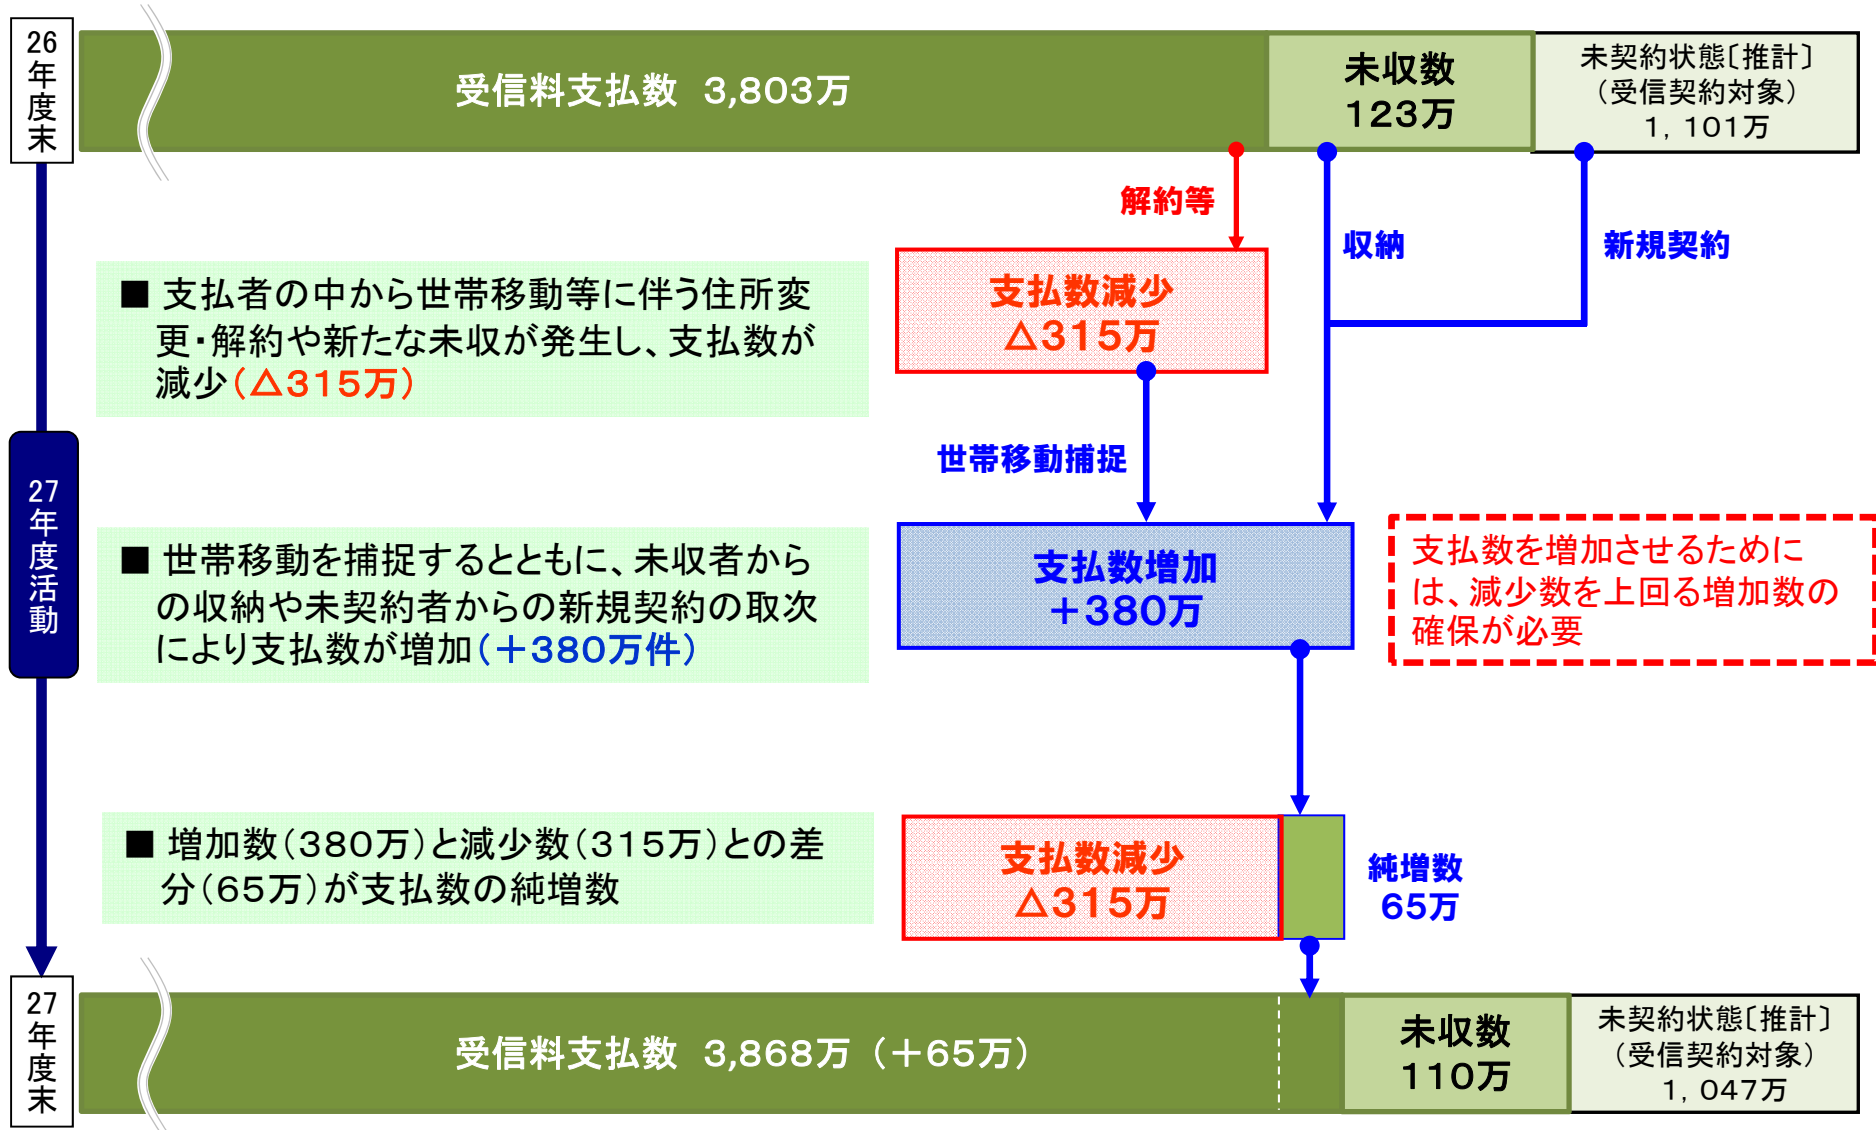 26年度末
受信料支払数 3,803万
未収数
123万
未契約状態〔推計〕
（受信契約対象）
1，101万
解約等
収納
新規契約
■ 支払者の中から世帯移動等に伴う住所変
更・解約や新たな未収が発生し、支払数が
減少（△315万）
支払数減少
△315万
世帯移動捕捉
27年度活動
■ 世帯移動を捕捉するとともに、未収者から
の収納や未契約者からの新規契約の取次
により支払数が増加（＋380万件）
支払数増加
＋380万
支払数を増加させるために
は、減少数を上回る増加数の
確保が必要
■ 増加数（380万）と減少数（315万）との差
分（65万）が支払数の純増数
支払数減少
△315万
純増数
65万
27年度末
受信料支払数 3,868万（＋65万）
未収数
110万
未契約状態〔推計〕
（受信契約対象）
1，047万